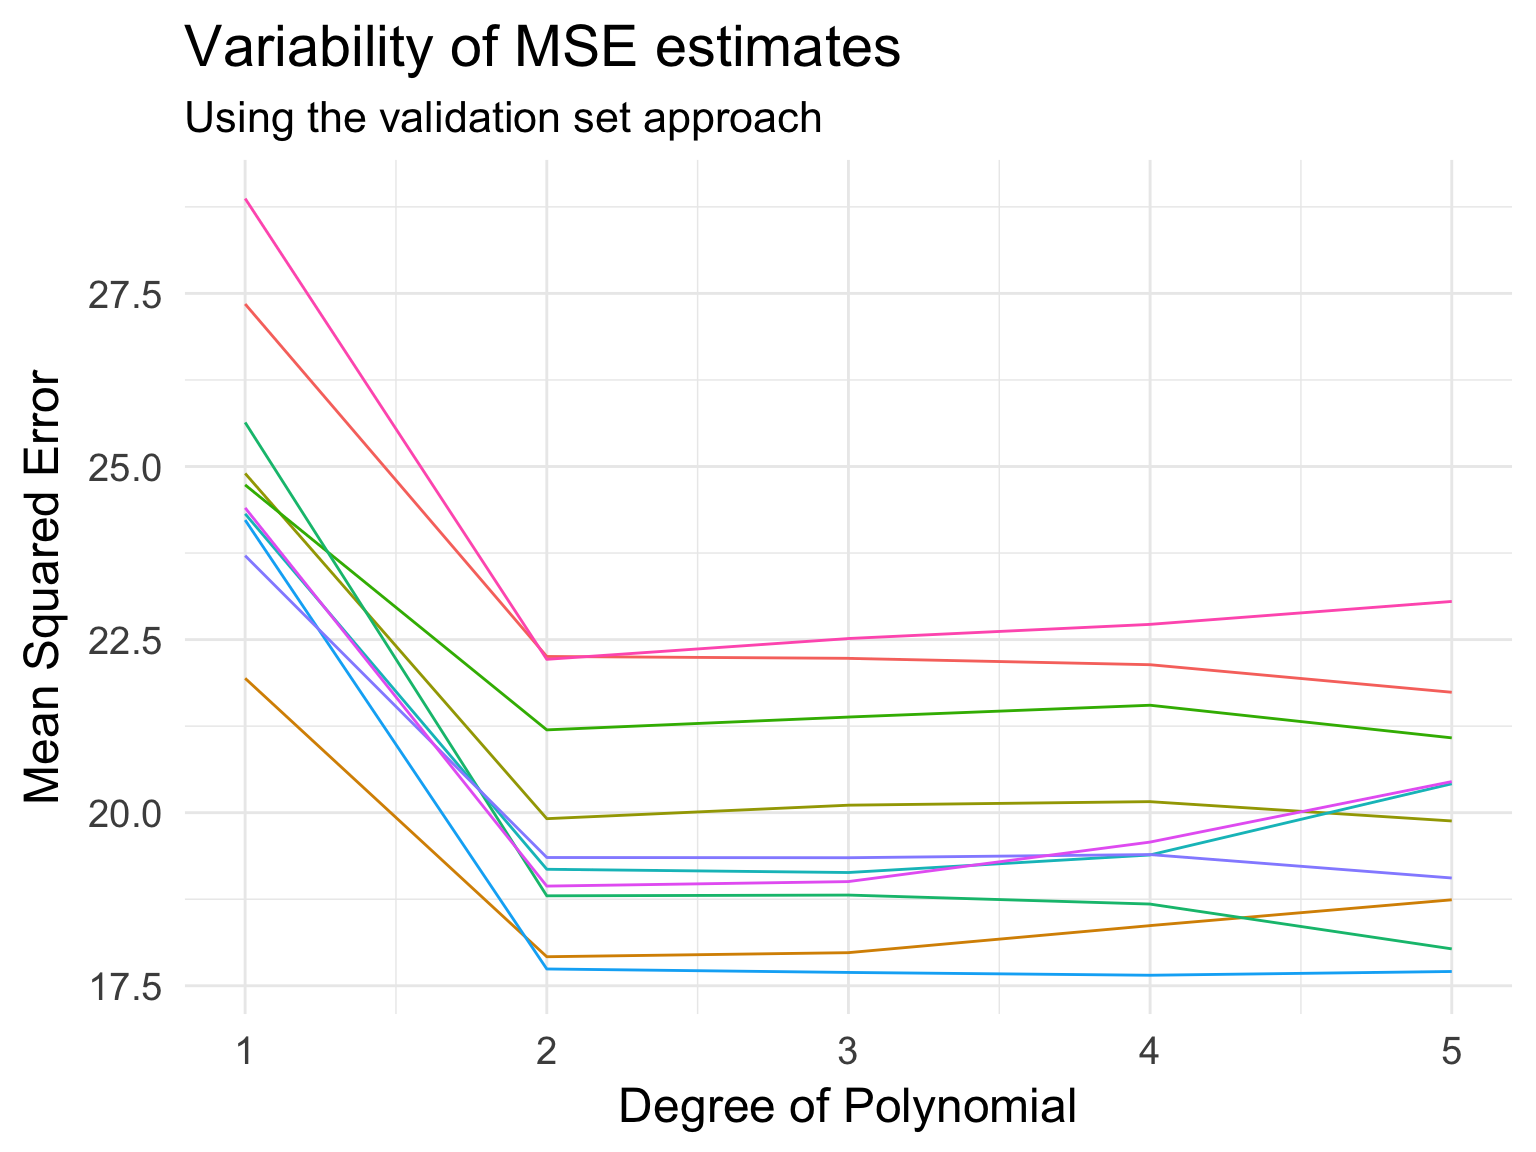 Variability of MSE estimates
Using the validation set approach
Mean Squared Error
27.5
25.0
22.5
20.0
17.5
1 2 3 4 5
Degree of Polynomial